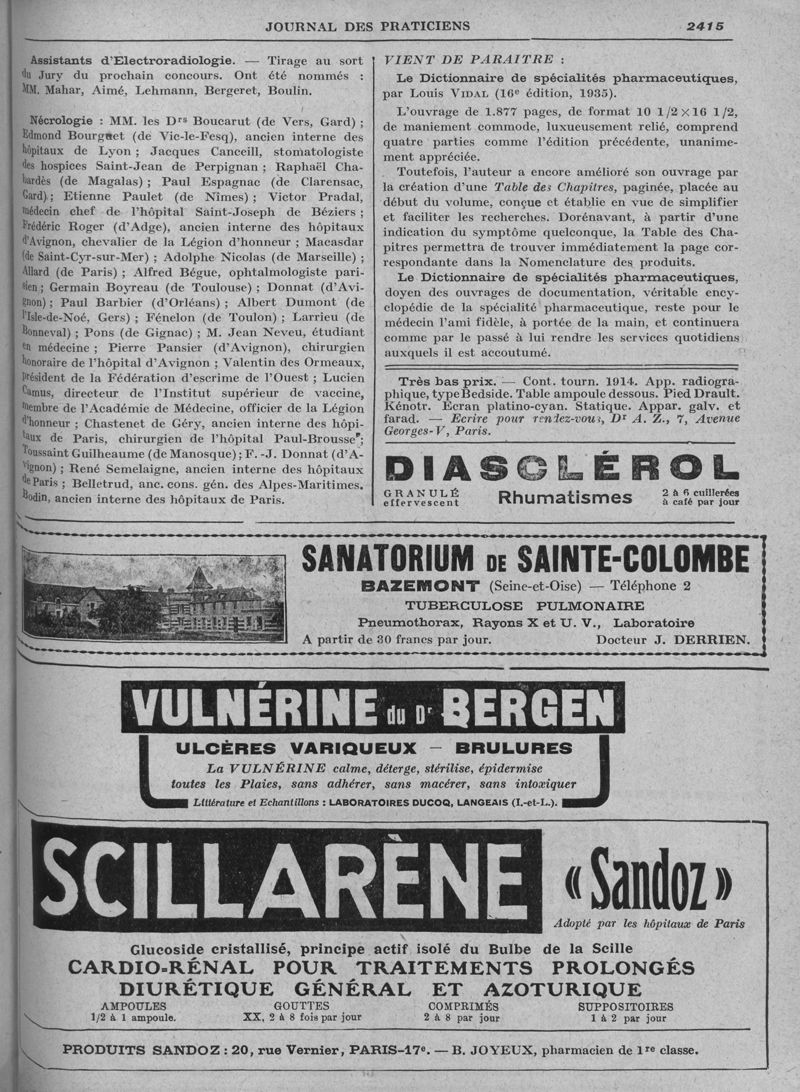 JOURNAL DES PRATICIENS 2415
Assistants d'Electroradiologie. — Tirage au sort
du Jury du prochain concours. Ont été nommés :
MM. Mahar, Aimé, Lehmann, Bergeret, Boulin.
Nécrologie : MM. les Drs Boucarut (de Vers, Gard) ;
Edmond Bourguet (de Vic-le-Fesq), ancien interne des
hôpitaux de Lyon ; Jacques Canceill, stomatologiste
des hospices Saint-Jean de Perpignan ; Raphaël Cha-
bardès (de Magalas) ; Paul Espagnac (de Clarensac,
Gard) ; Etienne Paulet (de Nîmes) ; Victor Pradal,
médecin chef de l'hôpital Saint-Joseph de Béziers ;
Frédéric Roger (d'Adge), ancien interne des hôpitaux
d'Avignon, chevalier de la Légion d'honneur ; Macasdar
(de Saint-Cyr-sur-Mer) ; Adolphe Nicolas (de Marseille) ;
Allard (de Paris) ; Alfred Bégue, ophtalmologiste pari-
sien ; Germain Boyreau (de Toulouse) ; Donnat (d'Avi-
gnon) ; Paul Barbier (d'Orléans) ; Albert Dumont (de
l'Isle-de-Noé, Gers) ; Fénelon (de Toulon) ; Larrieu (de
Bonneval) ; Pons (de Gignac) ; M. Jean Neveu, étudiant
en médecine ; Pierre Pansier (d'Avignon), chirurgien
honoraire de l'hôpital d'Avignon ; Valentin des Ormeaux,
président de la Fédération d'escrime de l'Ouest ; Lucien
Camus, directeur de l'Institut supérieur de vaccine,
membre de l'Académie de Médecine, officier de la Légion
d'honneur ; Chastenet de Géry, ancien interne des hôpi-
taux de Paris, chirurgien de l'hôpital Paul-Brousse ;
Toussaint Guilheaume (de Manosque) ; F. -J. Donnat (d'A-
vignon) ; René Semelaigne, ancien interne des hôpitaux
de Paris ; Belletrud, anc. cons. gén. des Alpes-Maritimes.
Bodin, ancien interne des hôpitaux de Paris.
VIENT DE PARAITRE :
Le Dictionnaire de spécialités pharmaceutiques,
par Louis VIDAL (16e édition, 1935).
L'ouvrage de 1.877 pages, de format 10 1/2 × 16 1/2,
de maniement commode, luxueusement relié, comprend
quatre parties comme l'édition précédente, unanime-
ment appréciée.
Toutefois, l'auteur a encore amélioré son ouvrage par
la création d'une Table des Chapitres, paginée, placée au
début du volume, conçue et établie en vue de simplifier
et faciliter les recherches. Dorénavant, à partir d'une
indication du symptôme quelconque, la Table des Cha-
pitres permettra de trouver immédiatement la page cor-
respondante dans la Nomenclature des produits.
Le Dictionnaire de spécialités pharmaceutiques,
doyen des ouvrages de documentation, véritable ency-
clopédie de la spécialité pharmaceutique, reste pour le
médecin l'ami fidèle, à portée de la main, et continuera
comme par le passé à lui rendre les services quotidiens
auxquels il est accoutumé.
Très bas prix. — Cont. tourn. 1914. App. radiogra-
phique, type Bedside. Table ampoule dessous. Pied Drault.
Kénotr. Ecran platino-cyan. Statique. Appar. galv. et
farad. — Ecrire pour rendez-vous, Dr A. Z., 7, Avenue
Georges-V, Paris.
DIASCLÉROL
GRANULÉ
effervescent
Rhumatismes
2 à 6 cuillerées
à café par jour
SANATORIUM DE SAINTE-COLOMBE
BAZEMONT (Seine-et-Oise) — Téléphone 2
TUBERCULOSE PULMONAIRE
Pneumothorax, Rayons X et U. V., Laboratoire
A partir de 30 francs par jour. Docteur J. DERRIEN.
VULNÉRINE du Dr BERGEN
ULCÈRES VARIQUEUX — BRULURES
La VULNÉRINE calme, déterge, stérilise, épidermise
toutes les Plaies, sans adhérer, sans macérer, sans intoxiquer
Littérature et Echantillons : LABORATOIRES DUCOQ, LANGEAIS (I.-et-L.).
SCILLARÈNE « Sandoz »
Adopté par les hôpitaux de Paris
Glucoside cristallisé, principe actif isolé du Bulbe de la Scille
CARDIO-RÉNAL POUR TRAITEMENTS PROLONGÉS
DIURÉTIQUE GÉNÉRAL ET AZOTURIQUE
AMPOULES GOUTTES COMPRIMÉS SUPPOSITOIRES
1/2 à 1 ampoule. XX, 2 à 8 fois par jour 2 à 8 par jour 1 à 2 par jour
PRODUITS SANDOZ : 20, rue Vernier, PARIS-17e. — B. JOYEUX, pharmacien de 1re classe.